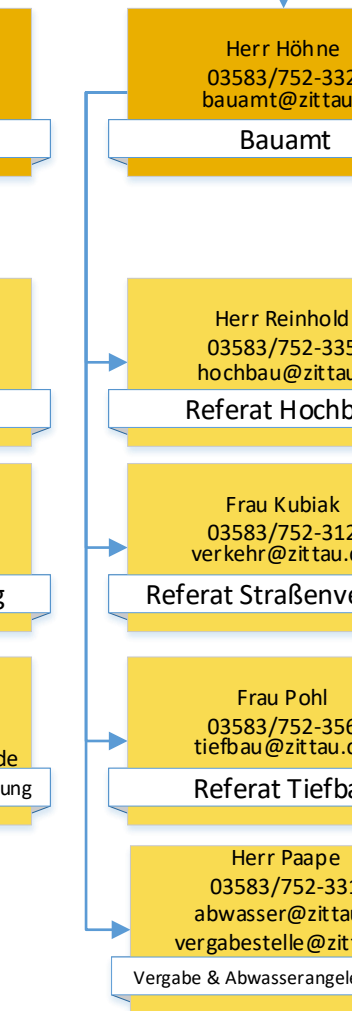 Herr Höhne
03583/752-332
bauamt@zittau
Bauamt
Herr Reinhold
03583/752-335
hochbau@zittau
Referat Hochb
g
Frau Kubiak
03583/752-312
verkehr@zittau.
Referat Straßenve
de
ung
Frau Pohl
03583/752-356
tiefbau@zittau.
Referat Tiefba
Herr Paape
03583/752-331
abwasser@zittau
vergabestelle@zitt
Vergabe & Abwasserangele